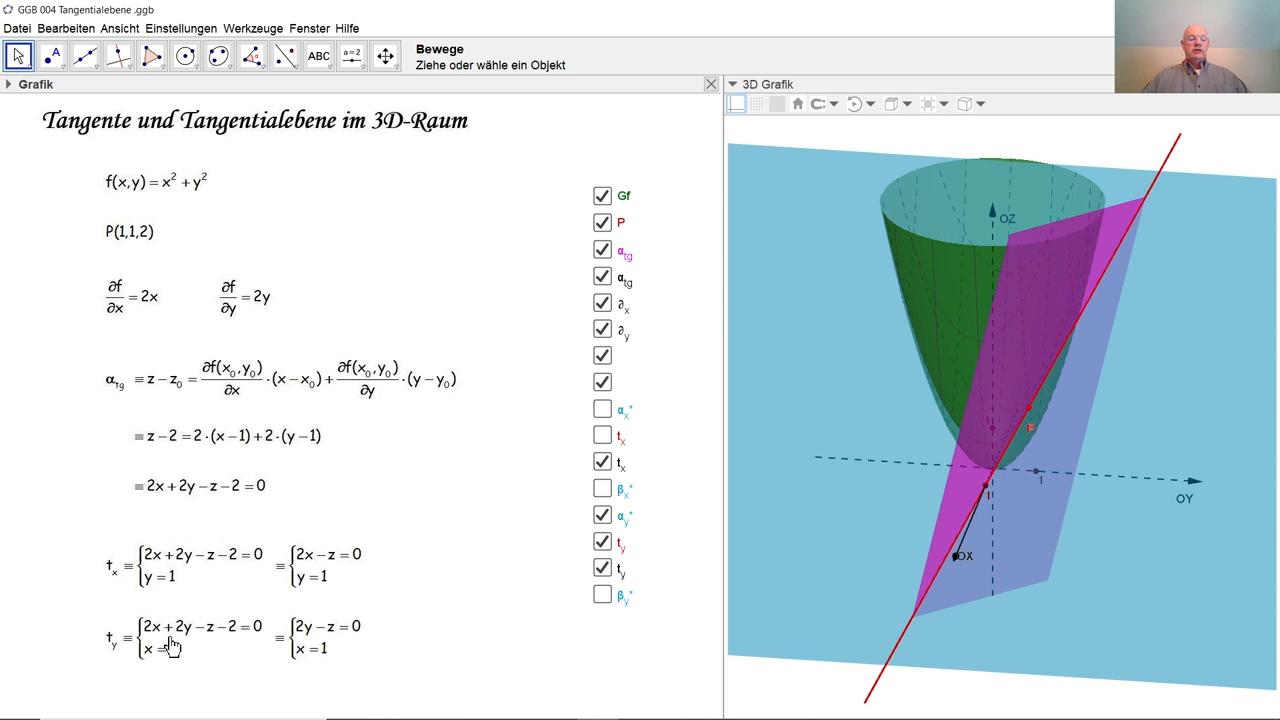 GGB 004 Tangentialebene .ggb
Datei Bearbeiten Ansicht Einstellungen Werkzeuge Fenster Hilfe
A ABC a=2
Bewege
Ziehe oder wähle ein Objekt
Grafik
3D Grafik
Tangente und Tangentialebene im 3D-Raum
f(x,y) = x² + y²
P(1,1,2)
∂f/∂x = 2x ∂f/∂y = 2y
α_tg ≡ z − z₀ = ∂f(x₀,y₀)/∂x · (x − x₀) + ∂f(x₀,y₀)/∂y · (y − y₀)
≡ z − 2 = 2 · (x − 1) + 2 · (y − 1)
≡ 2x + 2y − z − 2 = 0
t_x ≡ { 2x + 2y − z − 2 = 0 ≡ { 2x − z = 0
y = 1 y = 1
t_y ≡ { 2x + 2y − z − 2 = 0 ≡ { 2y − z = 0
x = x = 1
Gf
P
α_tg
α_tg
∂_x
∂_y
α_x*
t_x
t_x
β_x*
α_y*
t_y
t_y
β_y*
OZ
1
1
1
OY
OX